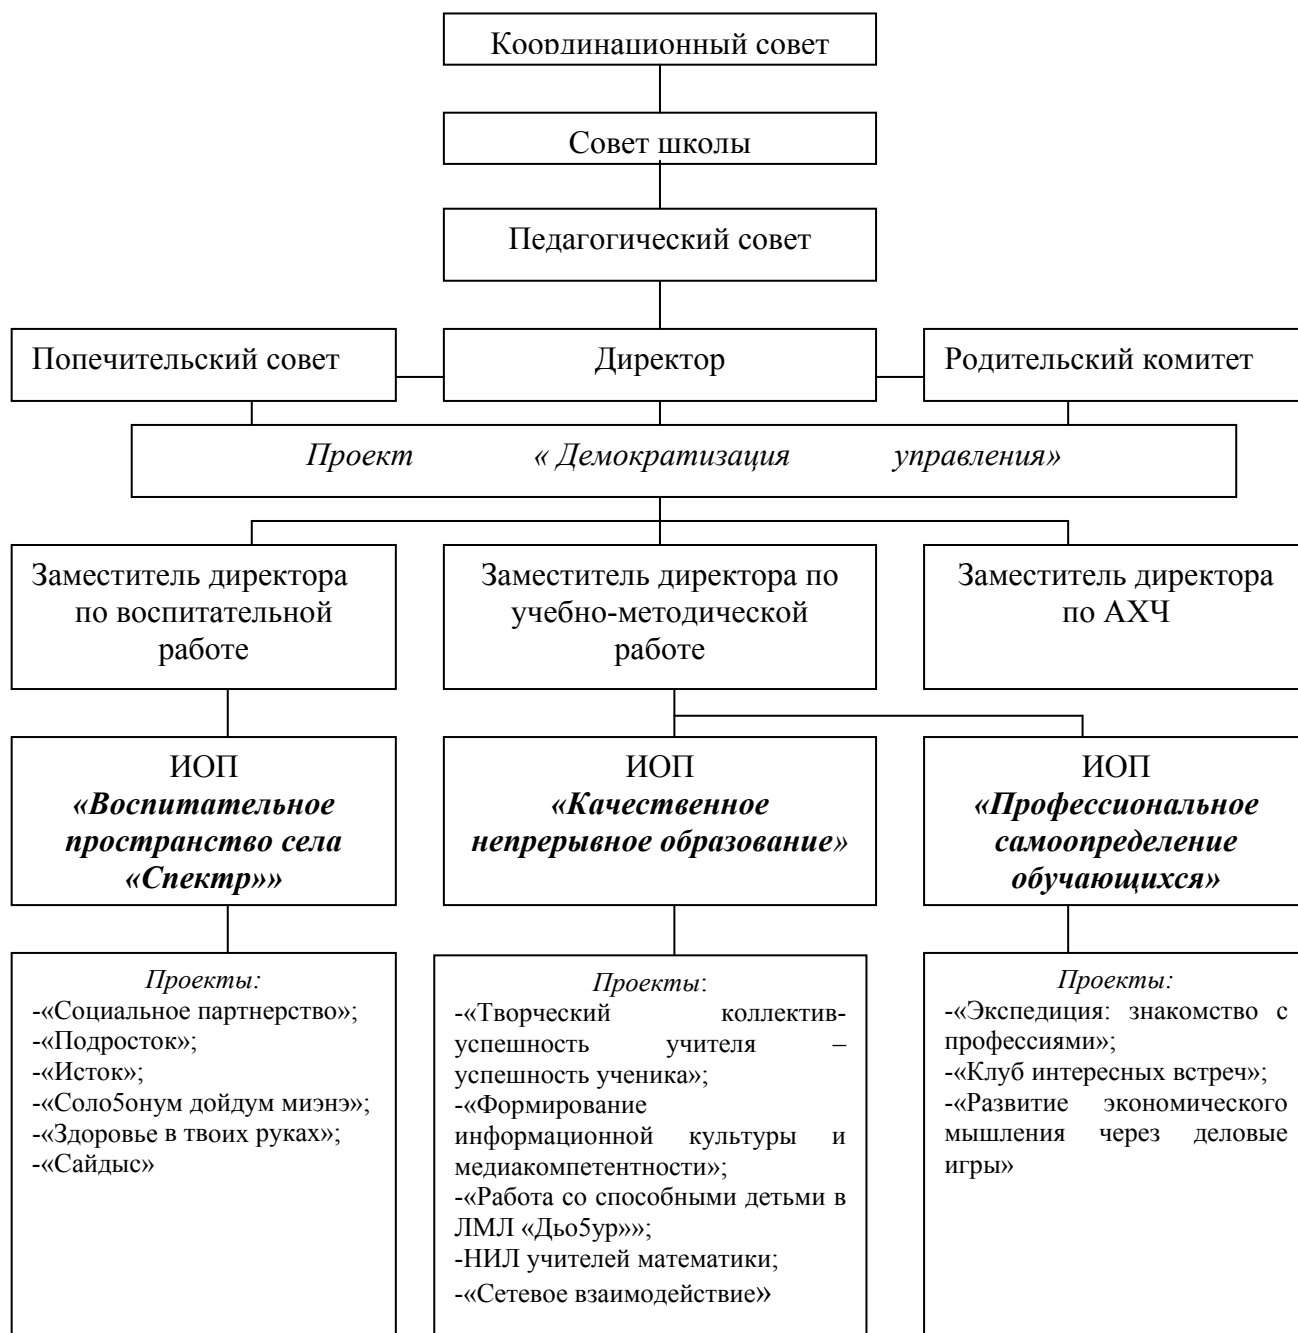 Координационный совет
Совет школы
Педагогический совет
Попечительский совет
Директор
Родительский комитет
Проект « Демократизация управления»
Заместитель директора
по воспитательной
работе
Заместитель директора по
учебно-методической
работе
Заместитель директора
по АХЧ
ИОП
«Воспитательное
пространство села
«Спектр»»
ИОП
«Качественное
непрерывное образование»
ИОП
«Профессиональное
самоопределение
обучающихся»
Проекты:
-«Социальное партнерство»;
-«Подросток»;
-«Исток»;
-«Соло5онум дойдум миэнэ»;
-«Здоровье в твоих руках»;
-«Сайдыс»
Проекты:
-«Творческий коллектив-
успешность учителя –
успешность ученика»;
-«Формирование
информационной культуры и
медиакомпетентности»;
-«Работа со способными детьми в
ЛМЛ «Дьо5ур»»;
-НИЛ учителей математики;
-«Сетевое взаимодействие»
Проекты:
-«Экспедиция: знакомство с
профессиями»;
-«Клуб интересных встреч»;
-«Развитие экономического
мышления через деловые
игры»